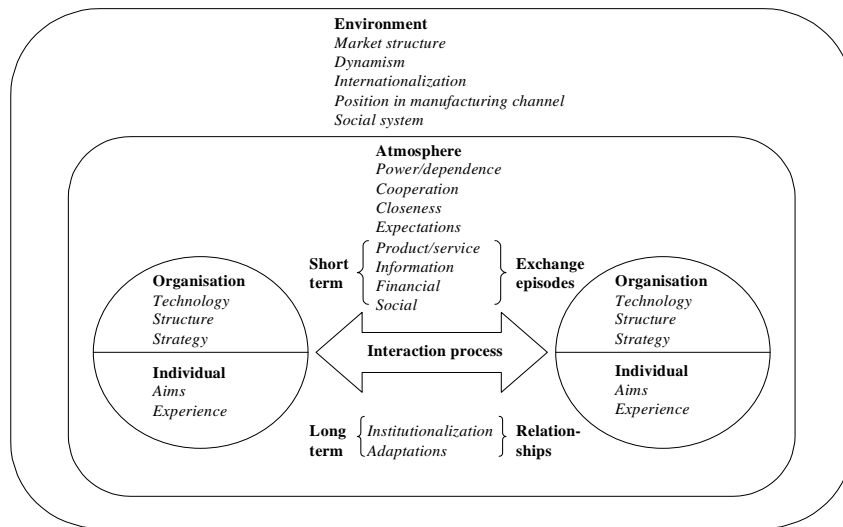 Environment
Market structure
Dynamism
Internationalization
Position in manufacturing channel
Social system
Atmosphere
Power/dependence
Cooperation
Closeness
Expectations
Short
term
Product/service
Information
Financial
Social
Exchange
episodes
Organisation
Technology
Structure
Strategy
Individual
Aims
Experience
Interaction process
Organisation
Technology
Structure
Strategy
Individual
Aims
Experience
Long
term
Institutionalization
Adaptations
Relation-
ships